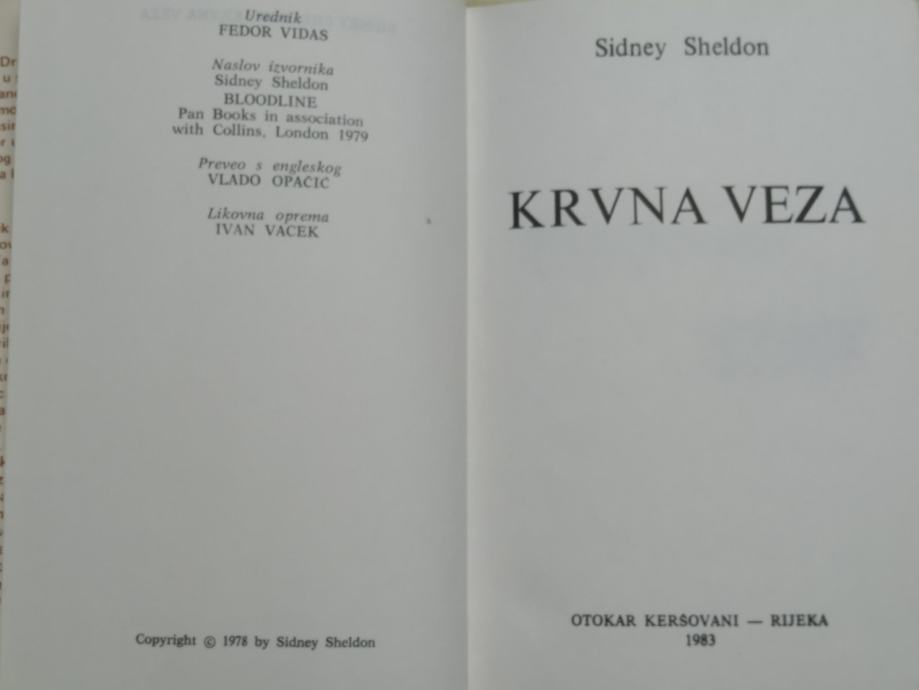 Urednik
FEDOR VIDAS
Naslov izvornika
Sidney Sheldon
BLOODLINE
Pan Books in association
with Collins, London 1979
Preveo s engleskog
VLADO OPAČIĆ
Likovna oprema
IVAN VACEK
Copyright © 1978 by Sidney Sheldon
Sidney Sheldon
KRVNA VEZA
OTOKAR KERŠOVANI — RIJEKA
1983